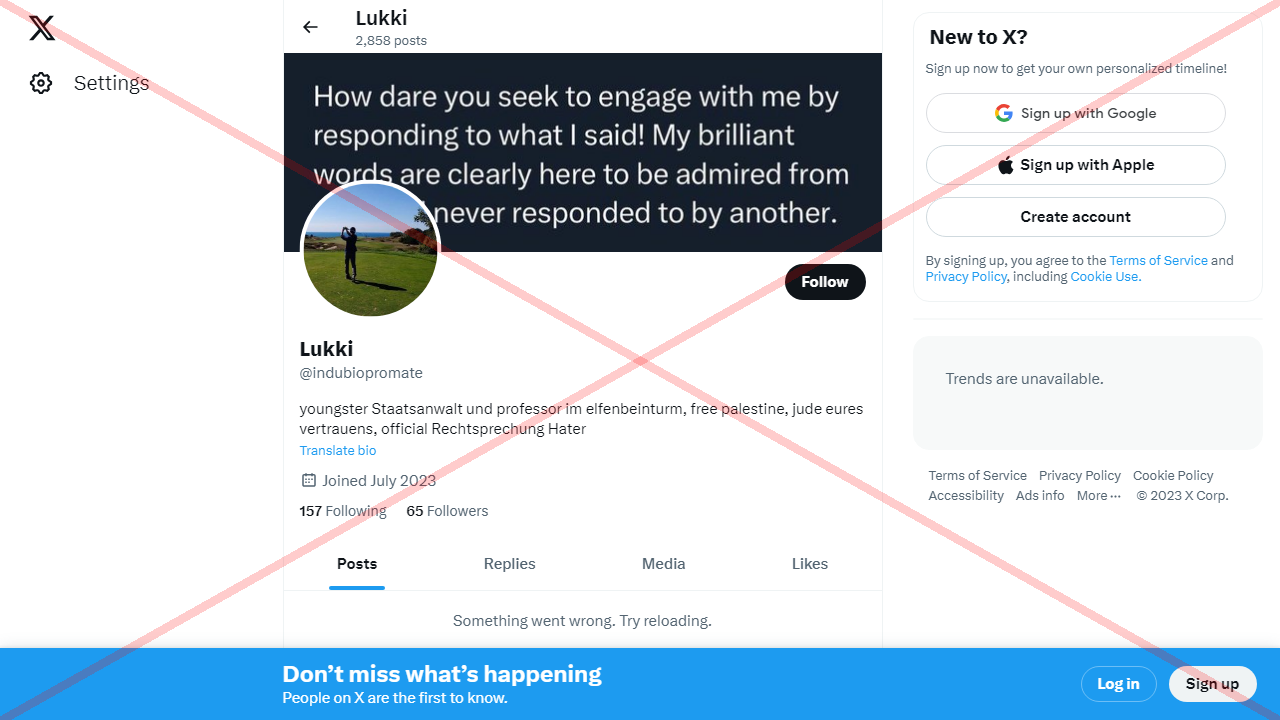 Settings
Lukki
2,858 posts
How dare you seek to engage with me by
responding to what I said! My brilliant
words are clearly here to be admired from
never responded to by another.
Follow
Lukki
@indubiopromate
youngster Staatsanwalt und professor im elfenbeinturm, free palestine, jude eures
vertrauens, official Rechtsprechung Hater
Translate bio
Joined July 2023
157 Following 65 Followers
Posts Replies Media Likes
Something went wrong. Try reloading.
New to X?
Sign up now to get your own personalized timeline!
Sign up with Google
Sign up with Apple
Create account
By signing up, you agree to the Terms of Service and
Privacy Policy, including Cookie Use.
Trends are unavailable.
Terms of Service Privacy Policy Cookie Policy
Accessibility Ads info More ··· © 2023 X Corp.
Don’t miss what’s happening
People on X are the first to know.
Log in Sign up